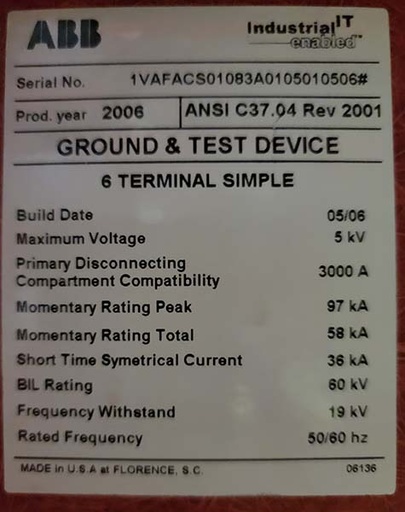 ABB
Industrial IT
enabled™
Serial No. 1VAFACS01083A0105010506#
Prod. year 2006 ANSI C37.04 Rev 2001
GROUND & TEST DEVICE
6 TERMINAL SIMPLE
Build Date 05/06
Maximum Voltage 5 kV
Primary Disconnecting
Compartment Compatibility 3000 A
Momentary Rating Peak 97 kA
Momentary Rating Total 58 kA
Short Time Symetrical Current 36 kA
BIL Rating 60 kV
Frequency Withstand 19 kV
Rated Frequency 50/60 hz
MADE in U.S.A at FLORENCE, S.C. 06136